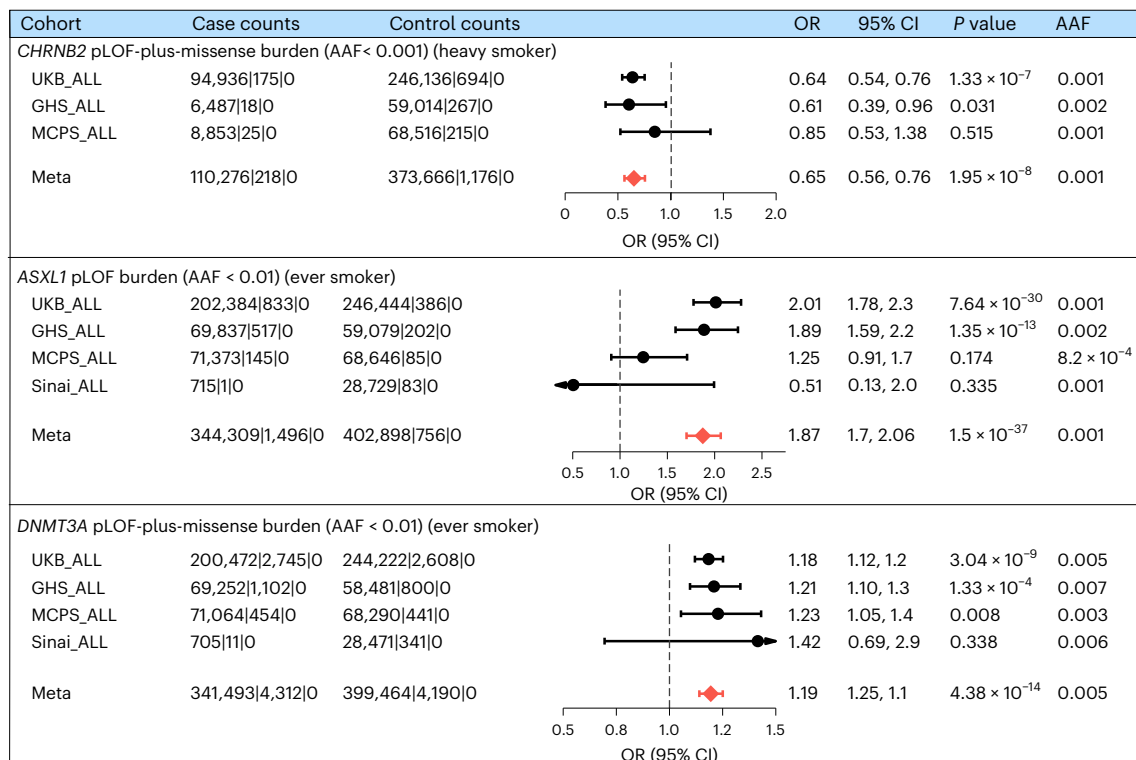 Cohort Case counts Control counts OR 95% CI P value AAF
CHRNB2 pLOF-plus-missense burden (AAF< 0.001) (heavy smoker)
UKB_ALL 94,936|175|0 246,136|694|0 0.64 0.54, 0.76 1.33 × 10⁻⁷ 0.001
GHS_ALL 6,487|18|0 59,014|267|0 0.61 0.39, 0.96 0.031 0.002
MCPS_ALL 8,853|25|0 68,516|215|0 0.85 0.53, 1.38 0.515 0.001
Meta 110,276|218|0 373,666|1,176|0 0.65 0.56, 0.76 1.95 × 10⁻⁸ 0.001
0 0.5 1.0 1.5 2.0
OR (95% CI)
ASXL1 pLOF burden (AAF < 0.01) (ever smoker)
UKB_ALL 202,384|833|0 246,444|386|0 2.01 1.78, 2.3 7.64 × 10⁻³⁰ 0.001
GHS_ALL 69,837|517|0 59,079|202|0 1.89 1.59, 2.2 1.35 × 10⁻¹³ 0.002
MCPS_ALL 71,373|145|0 68,646|85|0 1.25 0.91, 1.7 0.174 8.2 × 10⁻⁴
Sinai_ALL 715|1|0 28,729|83|0 0.51 0.13, 2.0 0.335 0.001
Meta 344,309|1,496|0 402,898|756|0 1.87 1.7, 2.06 1.5 × 10⁻³⁷ 0.001
0.5 1.0 1.5 2.0 2.5
OR (95% CI)
DNMT3A pLOF-plus-missense burden (AAF < 0.01) (ever smoker)
UKB_ALL 200,472|2,745|0 244,222|2,608|0 1.18 1.12, 1.2 3.04 × 10⁻⁹ 0.005
GHS_ALL 69,252|1,102|0 58,481|800|0 1.21 1.10, 1.3 1.33 × 10⁻⁴ 0.007
MCPS_ALL 71,064|454|0 68,290|441|0 1.23 1.05, 1.4 0.008 0.003
Sinai_ALL 705|11|0 28,471|341|0 1.42 0.69, 2.9 0.338 0.006
Meta 341,493|4,312|0 399,464|4,190|0 1.19 1.25, 1.1 4.38 × 10⁻¹⁴ 0.005
0.5 0.8 1.0 1.2 1.5
OR (95% CI)